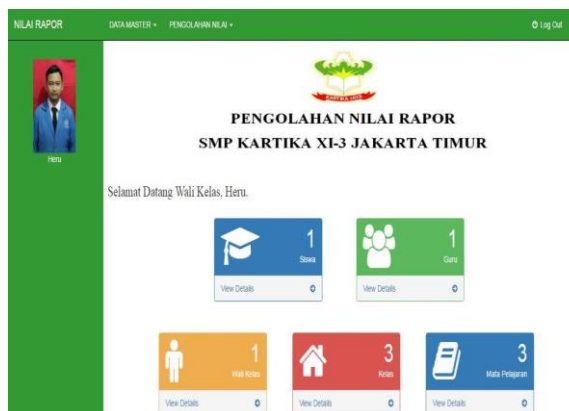 NILAI RAPOR DATA MASTER PENGOLAHAN NILAI Log Out
KARTIKA JAYA
PENGOLAHAN NILAI RAPOR
SMP KARTIKA XI-3 JAKARTA TIMUR
Heru
Selamat Datang Wali Kelas, Heru.
1
Siswa
View Details
1
Guru
View Details
1
Wali Kelas
View Details
3
Kelas
View Details
3
Mata Pelajaran
View Details